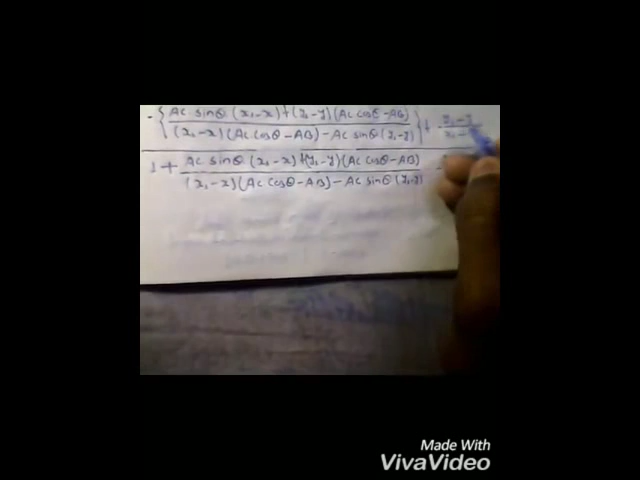 - { AC sinθ (x₁-x)+(y₁-y)(AC cosθ-AB)
(x₁-x)(AC cosθ-AB)-AC sinθ(y₁-y) } +
1 + AC sinθ (x₁-x)+(y₁-y)(AC cosθ-AB)
(x₁-x)(AC cosθ-AB)-AC sinθ(y₁-y)
Made With
VivaVideo